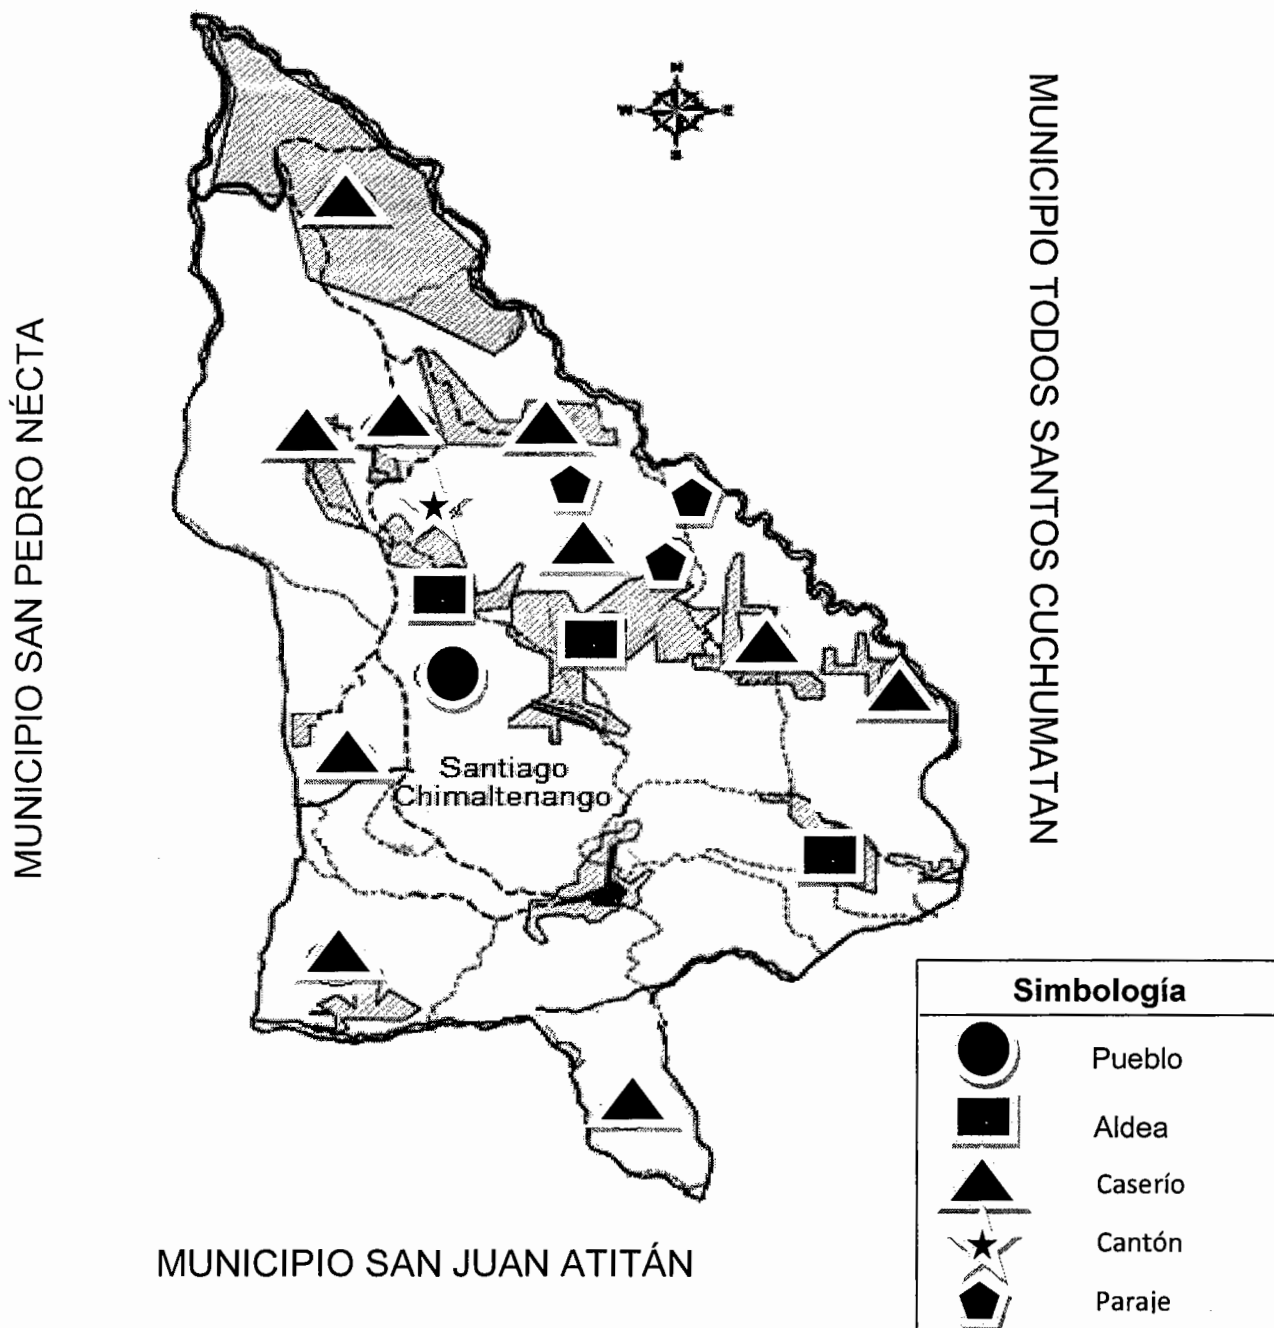 N
W E
S
MUNICIPIO TODOS SANTOS CUCHUMATAN
MUNICIPIO SAN PEDRO NÉCTA
Santiago
Chimaltenango
MUNICIPIO SAN JUAN ATITÁN
Simbología
Pueblo
Aldea
Caserío
Cantón
Paraje